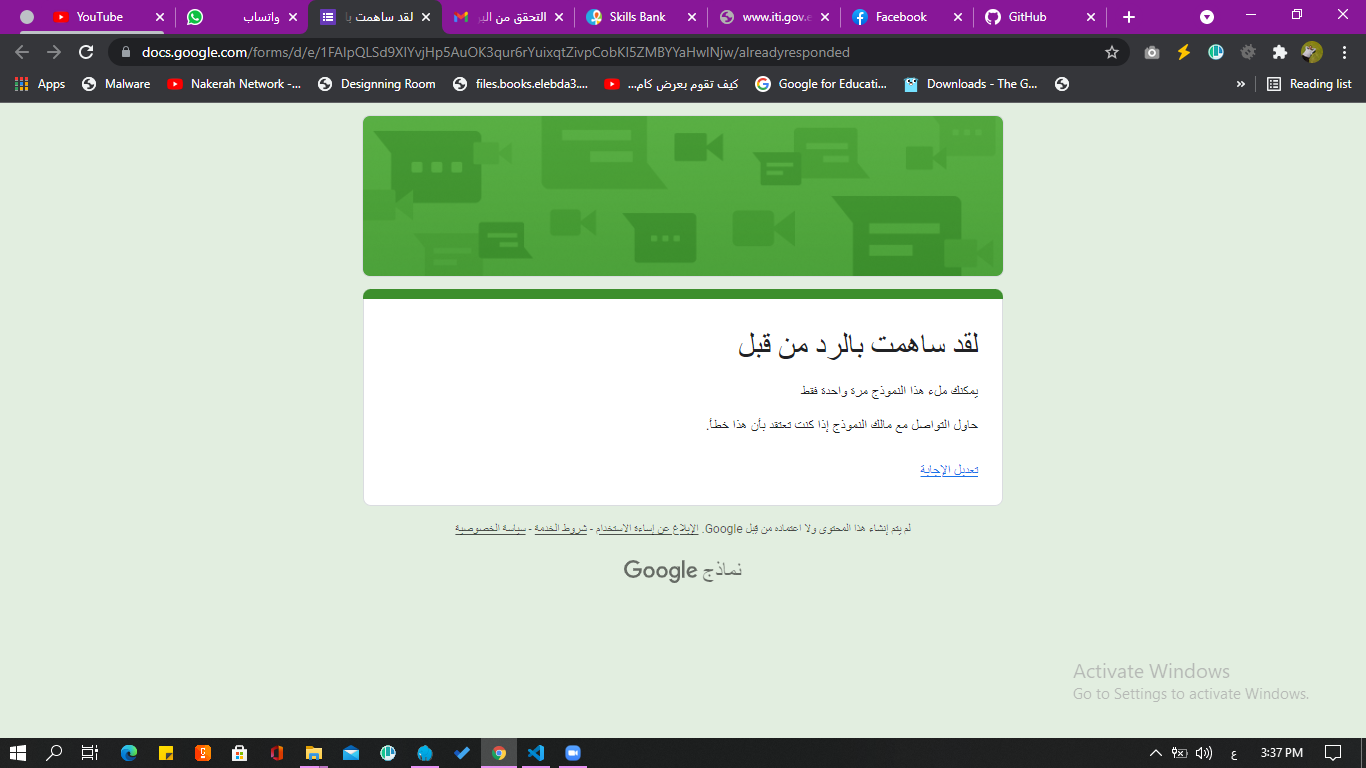 YouTube
واتساب
لقد ساهمت با
التحقق من البر
Skills Bank
www.iti.gov.e
Facebook
GitHub
docs.google.com/forms/d/e/1FAIpQLSd9XlYvjHp5AuOK3qur6rYuixqtZivpCobKI5ZMBYYaHwINjw/alreadyresponded
Apps
Malware
Nakerah Network -...
Designning Room
files.books.elebda3....
كيف تقوم بعرض كام...
Google for Educati...
Downloads - The G...
»
Reading list
لقد ساهمت بالرد من قبل
يمكنك ملء هذا النموذج مرة واحدة فقط
حاول التواصل مع مالك النموذج إذا كنت تعتقد بأن هذا خطأ.
تعديل الإجابة
لم يتم إنشاء هذا المحتوى ولا اعتماده من قِبل Google. الإبلاغ عن إساءة الاستخدام - شروط الخدمة - سياسة الخصوصية
نماذج Google
Activate Windows
Go to Settings to activate Windows.
ع
3:37 PM